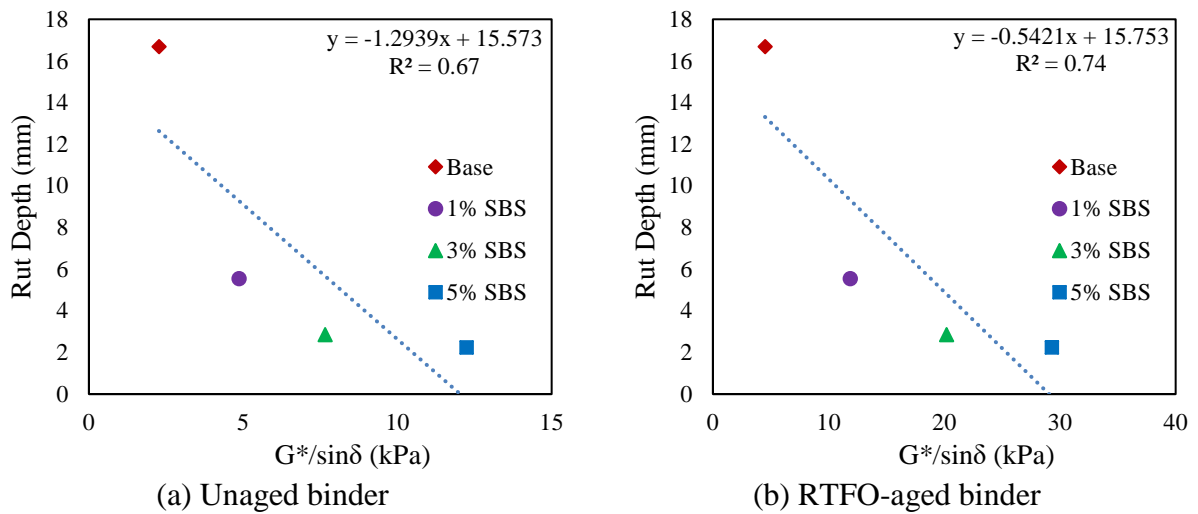 y = -1.2939x + 15.573
R² = 0.67
18
16
14
12
10
8
6
4
2
0
Rut Depth (mm)
Base
1% SBS
3% SBS
5% SBS
0 5 10 15
G*/sinδ (kPa)
(a) Unaged binder
y = -0.5421x + 15.753
R² = 0.74
18
16
14
12
10
8
6
4
2
0
Rut Depth (mm)
Base
1% SBS
3% SBS
5% SBS
0 10 20 30 40
G*/sinδ (kPa)
(b) RTFO-aged binder